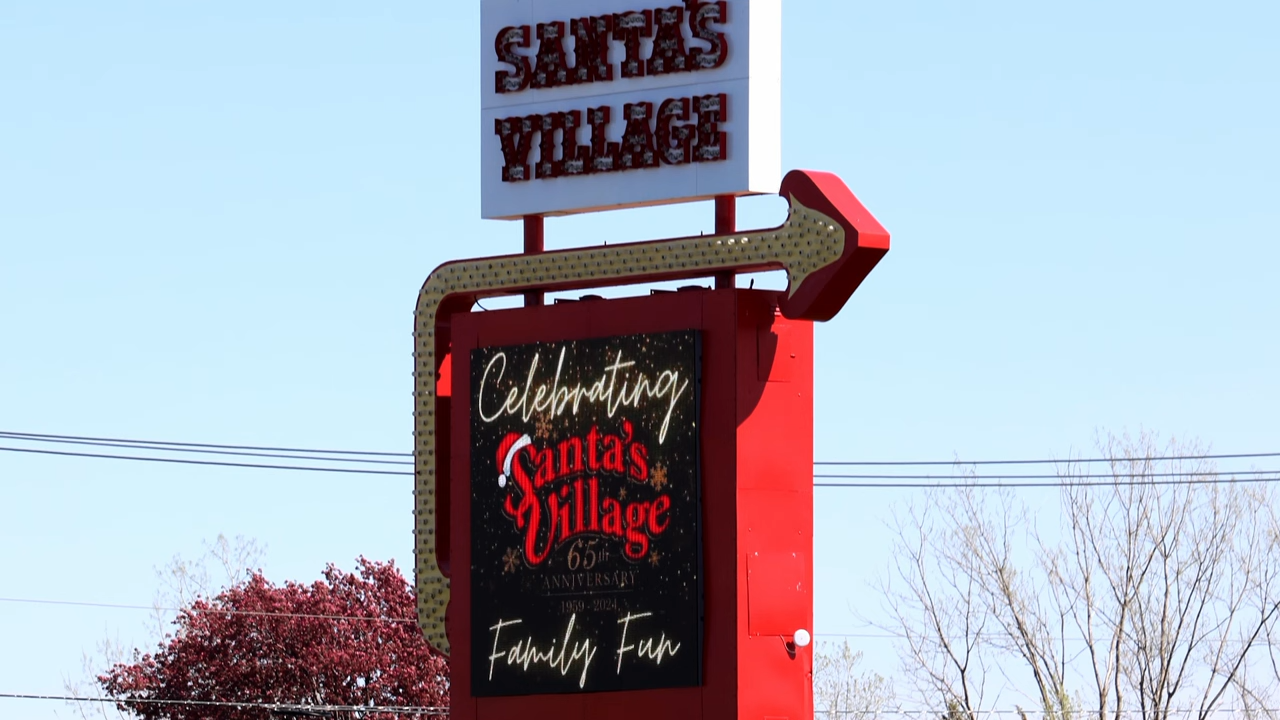 SANTA'S
VILLAGE
Celebrating
Santa's
Village
65th
ANNIVERSARY
1959 - 2024
Family Fun